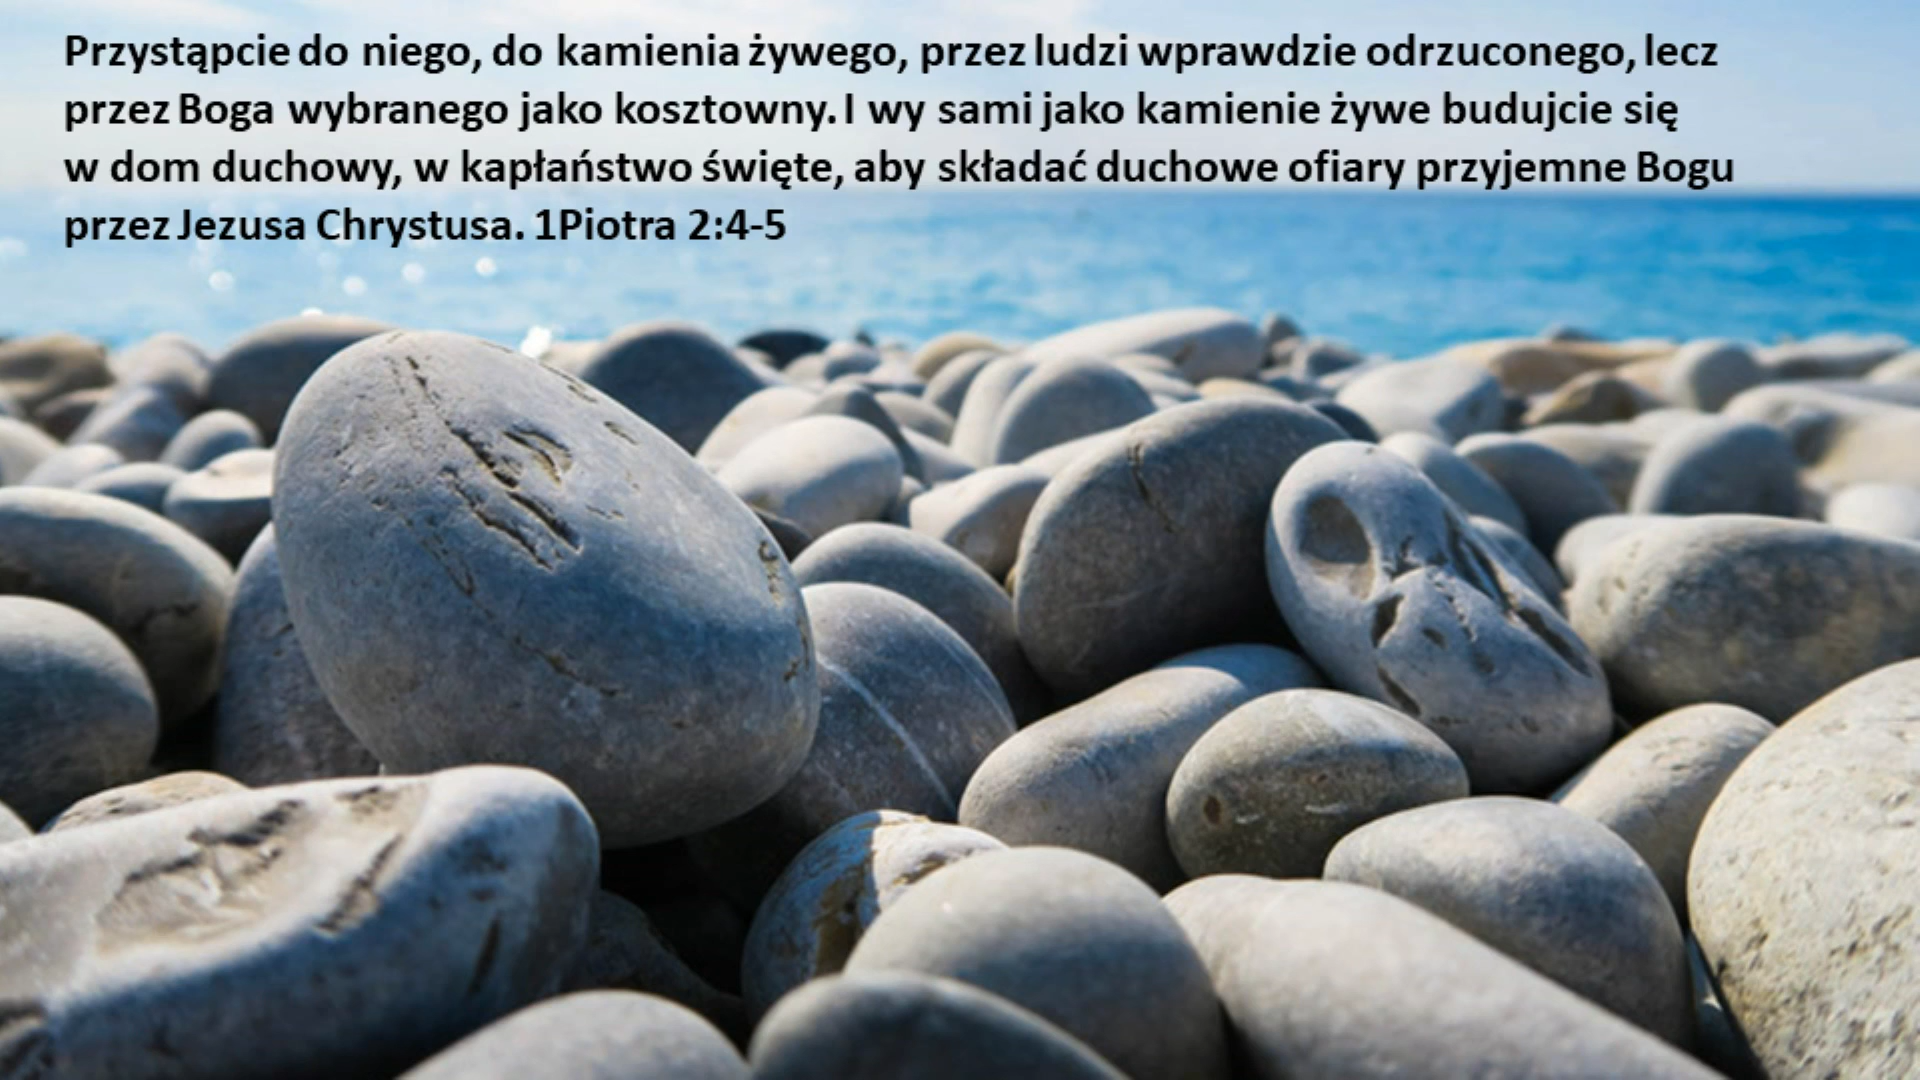 Przystąpcie do niego, do kamienia żywego, przez ludzi wprawdzie odrzuconego, lecz
przez Boga wybranego jako kosztowny. I wy sami jako kamienie żywe budujcie się
w dom duchowy, w kapłaństwo święte, aby składać duchowe ofiary przyjemne Bogu
przez Jezusa Chrystusa. 1Piotra 2:4-5